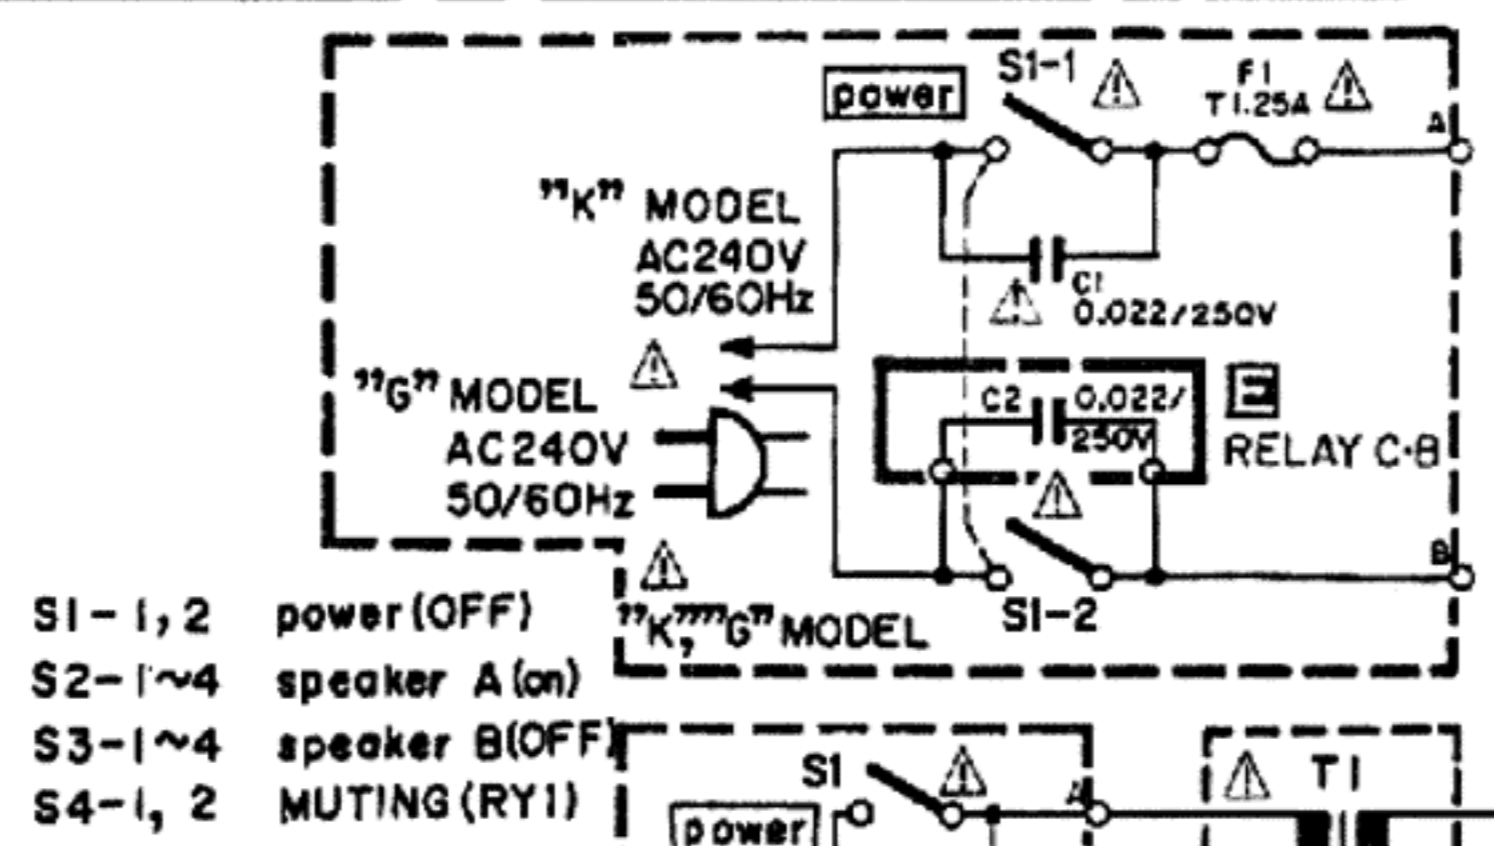 power
S1-1
F1
T1.25A
A
"K" MODEL
AC240V
50/60Hz
C1
0.022/250V
"G" MODEL
AC240V
50/60Hz
C2
0.022/
250V
E
RELAY C·B
B
S1-2
"K","G" MODEL
S1-1, 2 power(OFF)
S2-1~4 speaker A(on)
S3-1~4 speaker B(OFF)
S4-1, 2 MUTING(RY1)
S1
power
A
T1